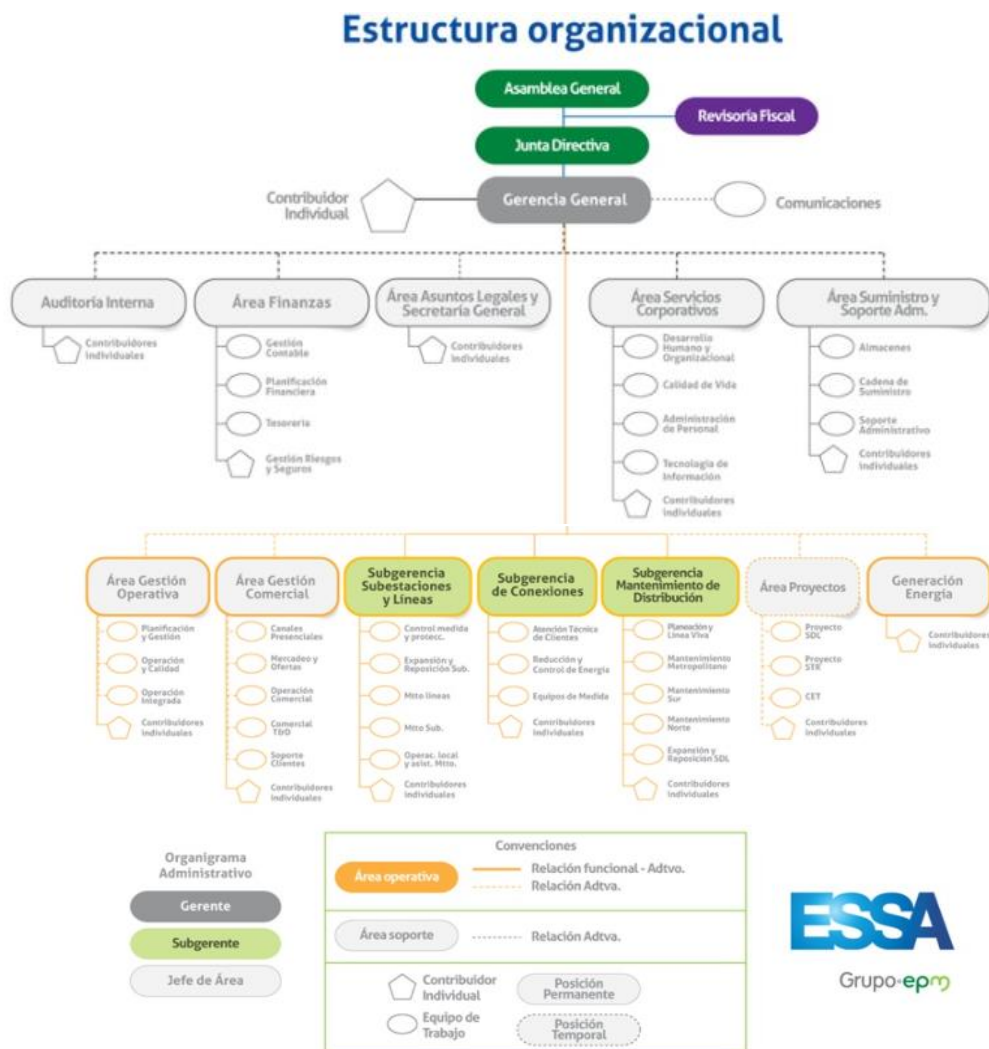 Estructura organizacional
Asamblea General
Revisoría Fiscal
Junta Directiva
Contribuidor
Individual
Gerencia General
Comunicaciones
Auditoría Interna
Contribuidores
individuales
Área Finanzas
Gestión
Contable
Planificación
Financiera
Tesorería
Gestión Riesgos
y Seguros
Área Asuntos Legales y
Secretaría General
Contribuidores
individuales
Área Servicios
Corporativos
Desarrollo
Humano y
Organizacional
Calidad de Vida
Administración
de Personal
Tecnología de
Información
Contribuidores
individuales
Área Suministro y
Soporte Adm.
Almacenes
Cadena de
Suministro
Soporte
Administrativo
Contribuidores
individuales
Área Gestión
Operativa
Planificación
y Gestión
Operación
y Calidad
Operación
Integrada
Contribuidores
individuales
Área Gestión
Comercial
Canales
Presenciales
Mercadeo y
Ofertas
Operación
Comercial
Comercial
T&D
Soporte
Clientes
Contribuidores
individuales
Subgerencia
Subestaciones
y Líneas
Control medida
y protecc.
Expansión y
Reposición Sub.
Mtto líneas
Mtto Sub.
Operac. local
y asist. Mtto.
Contribuidores
individuales
Subgerencia
de Conexiones
Atención Técnica
de Clientes
Reducción y
Control de Energía
Equipos de Medida
Contribuidores
individuales
Subgerencia
Mantenimiento de
Distribución
Planeación y
Línea Viva
Mantenimiento
Metropolitano
Mantenimiento
Sur
Mantenimiento
Norte
Expansión y
Reposición SDL
Contribuidores
individuales
Área Proyectos
Proyecto
SDL
Proyecto
STR
CET
Contribuidores
individuales
Generación
Energía
Contribuidores
individuales
Organigrama
Administrativo
Gerente
Subgerente
Jefe de Área
Convenciones
Área operativa
Relación funcional - Adtvo.
Relación Adtva.
Área soporte
Relación Adtva.
Contribuidor
Individual
Posición
Permanente
Equipo de
Trabajo
Posición
Temporal
ESSA
Grupo·epm